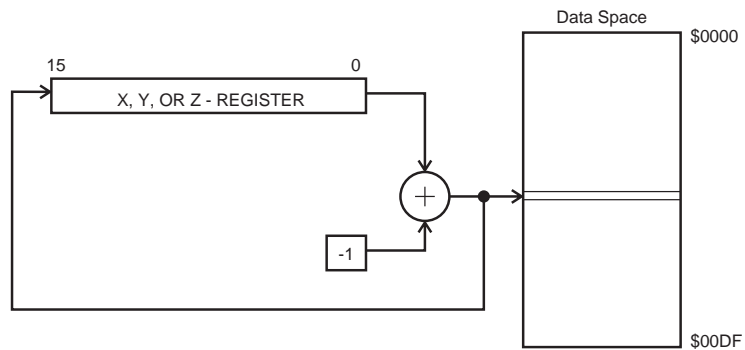 Data Space
$0000
15
0
X, Y, OR Z - REGISTER
+
-1
$00DF